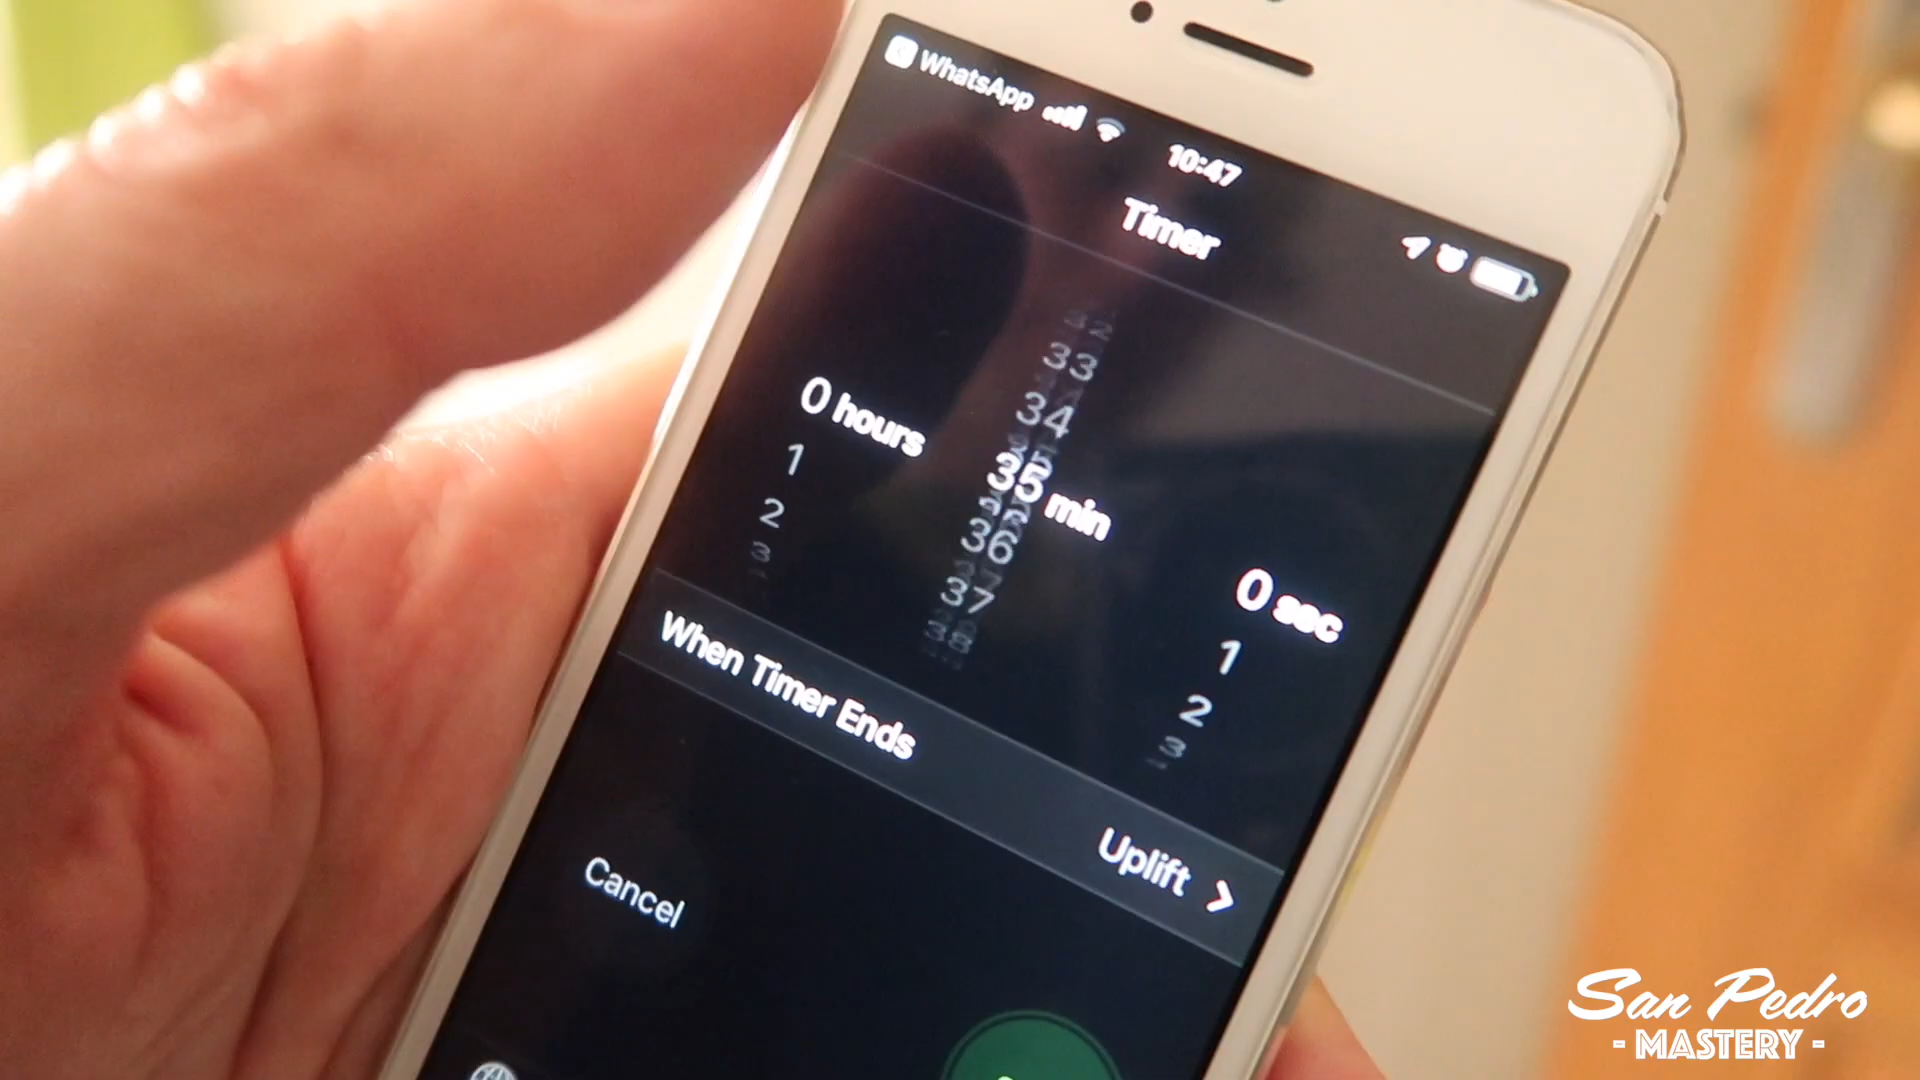 WhatsApp
10:47
Timer
32
33
34
0 hours
35 min
0 sec
1
36
1
2
37
2
3
38
3
When Timer Ends
Uplift
Cancel
San Pedro
- MASTERY -